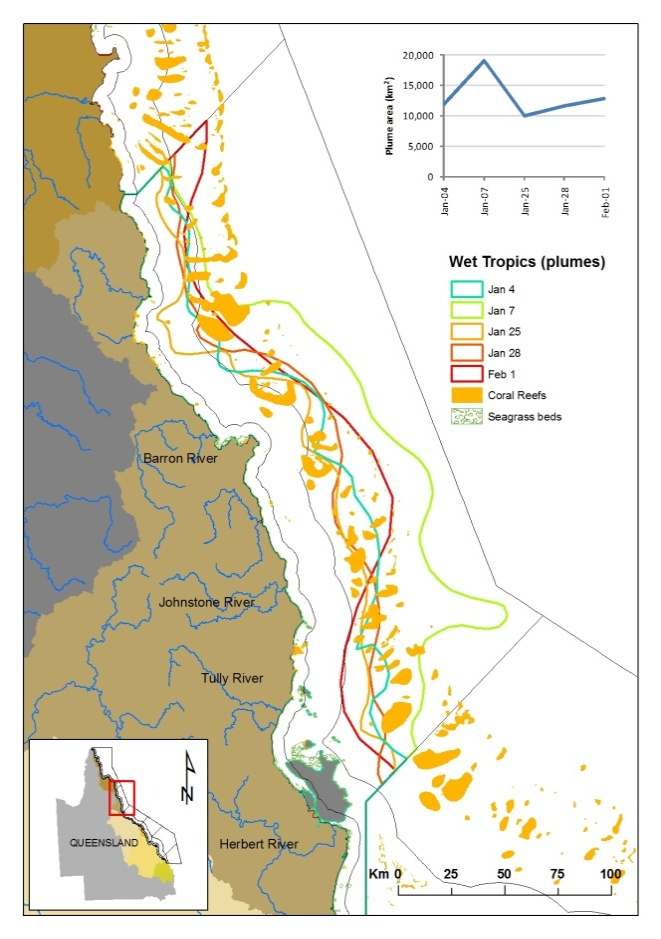 20,000
15,000
10,000
5,000
0
Plume area (km²)
Jan-04
Jan-07
Jan-25
Jan-28
Feb-01
Wet Tropics (plumes)
Jan 4
Jan 7
Jan 25
Jan 28
Feb 1
Coral Reefs
Seagrass beds
Barron River
Johnstone River
Tully River
N
QUEENSLAND
Herbert River
Km 0 25 50 75 100